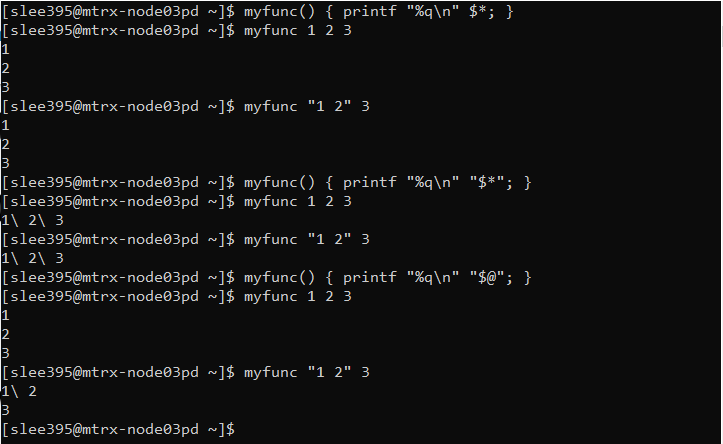 [slee395@mtrx-node03pd ~]$ myfunc() { printf "%q\n" $*; }
[slee395@mtrx-node03pd ~]$ myfunc 1 2 3
1
2
3
[slee395@mtrx-node03pd ~]$ myfunc "1 2" 3
1
2
3
[slee395@mtrx-node03pd ~]$ myfunc() { printf "%q\n" "$*"; }
[slee395@mtrx-node03pd ~]$ myfunc 1 2 3
1\ 2\ 3
[slee395@mtrx-node03pd ~]$ myfunc "1 2" 3
1\ 2\ 3
[slee395@mtrx-node03pd ~]$ myfunc() { printf "%q\n" "$@"; }
[slee395@mtrx-node03pd ~]$ myfunc 1 2 3
1
2
3
[slee395@mtrx-node03pd ~]$ myfunc "1 2" 3
1\ 2
3
[slee395@mtrx-node03pd ~]$